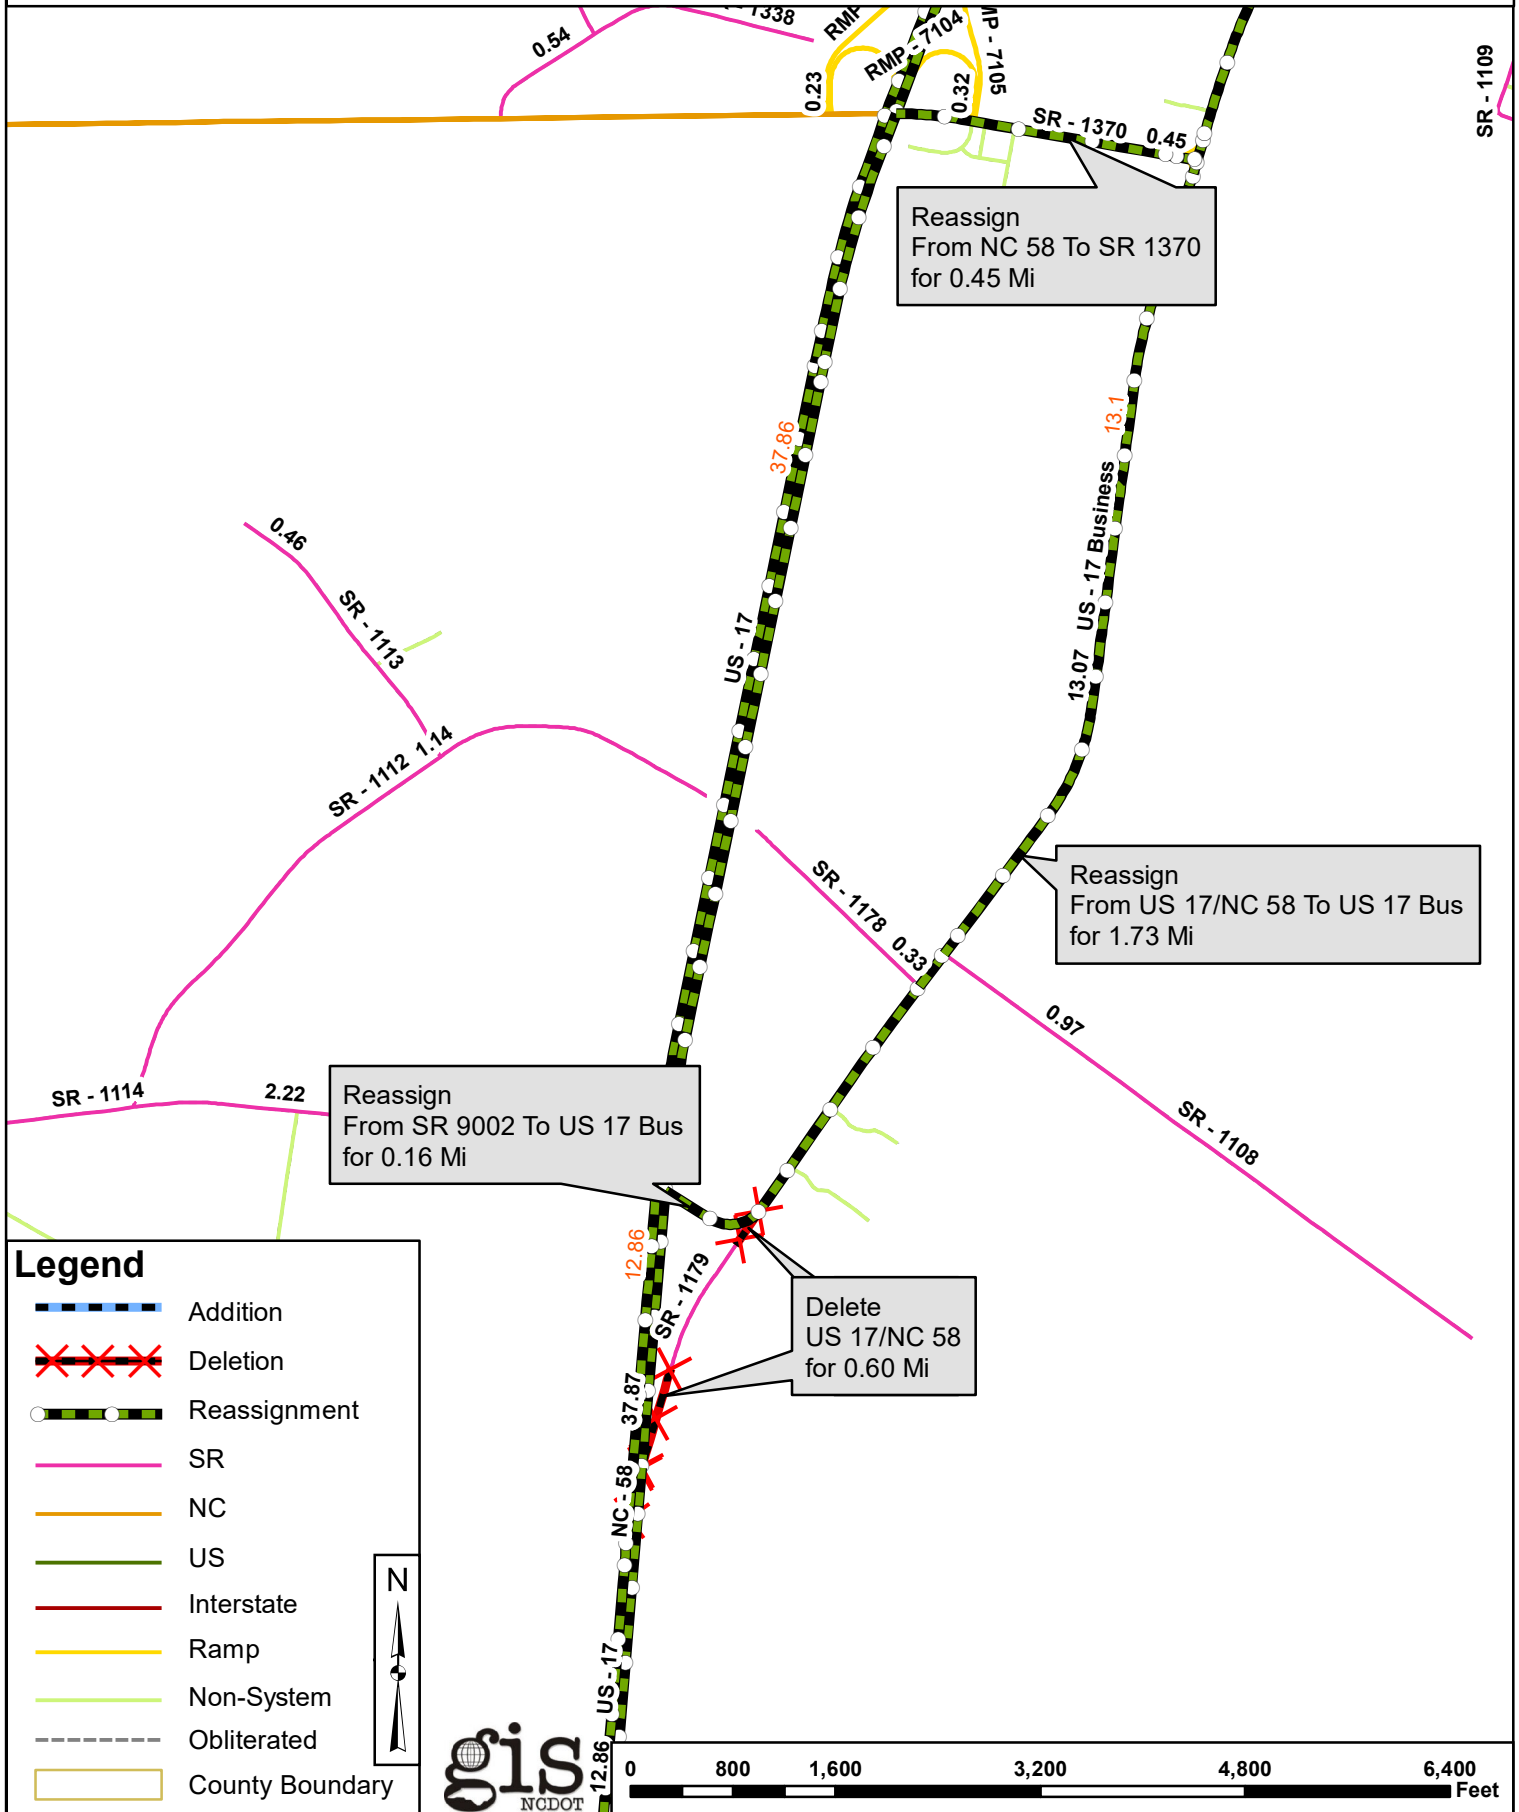 - 1338
RMP
RMP - 7104
MP - 7105
0.54
0.23
0.32
SR - 1109
SR - 1370 0.45
Reassign
From NC 58 To SR 1370
for 0.45 Mi
37.86
13.1
US - 17 Business
13.07
0.46
SR - 1113
US - 17
SR - 1112 1.14
SR - 1178 0.33
Reassign
From US 17/NC 58 To US 17 Bus
for 1.73 Mi
0.97
SR - 1108
SR - 1114 2.22
Reassign
From SR 9002 To US 17 Bus
for 0.16 Mi
12.86
SR - 1179
Delete
US 17/NC 58
for 0.60 Mi
37.87
NC - 58
US - 17
12.86
Legend
Addition
Deletion
Reassignment
SR
NC
US
Interstate
Ramp
Non-System
Obliterated
County Boundary
N
gis
NCDOT
0 800 1,600 3,200 4,800 6,400
Feet